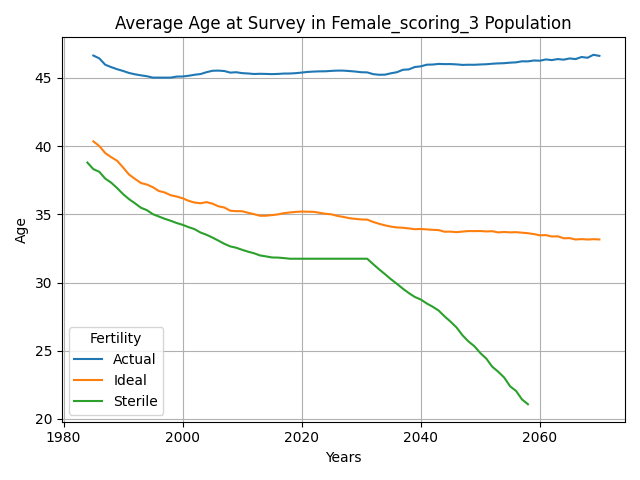 Average Age at Survey in Female_scoring_3 Population
Age
45
40
35
30
25
20
Fertility
Actual
Ideal
Sterile
1980
2000
2020
2040
2060
Years